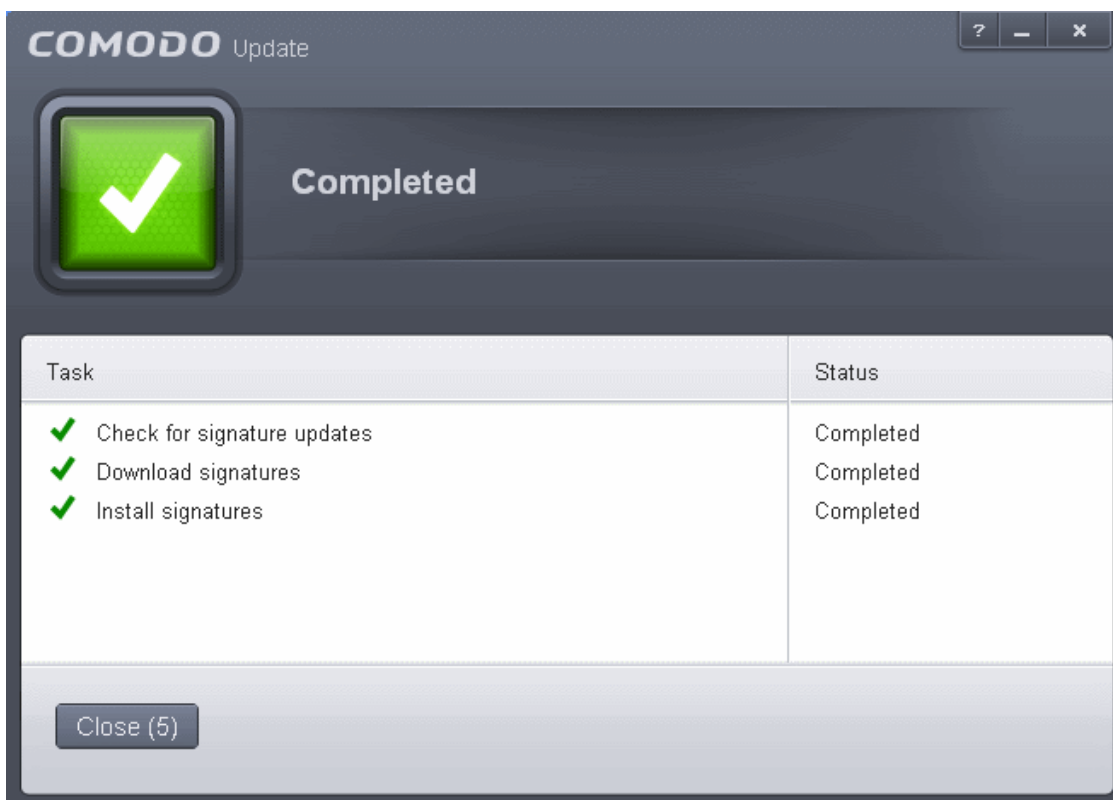 COMODO Update
? – ×
Completed
Task Status
Check for signature updates Completed
Download signatures Completed
Install signatures Completed
Close (5)